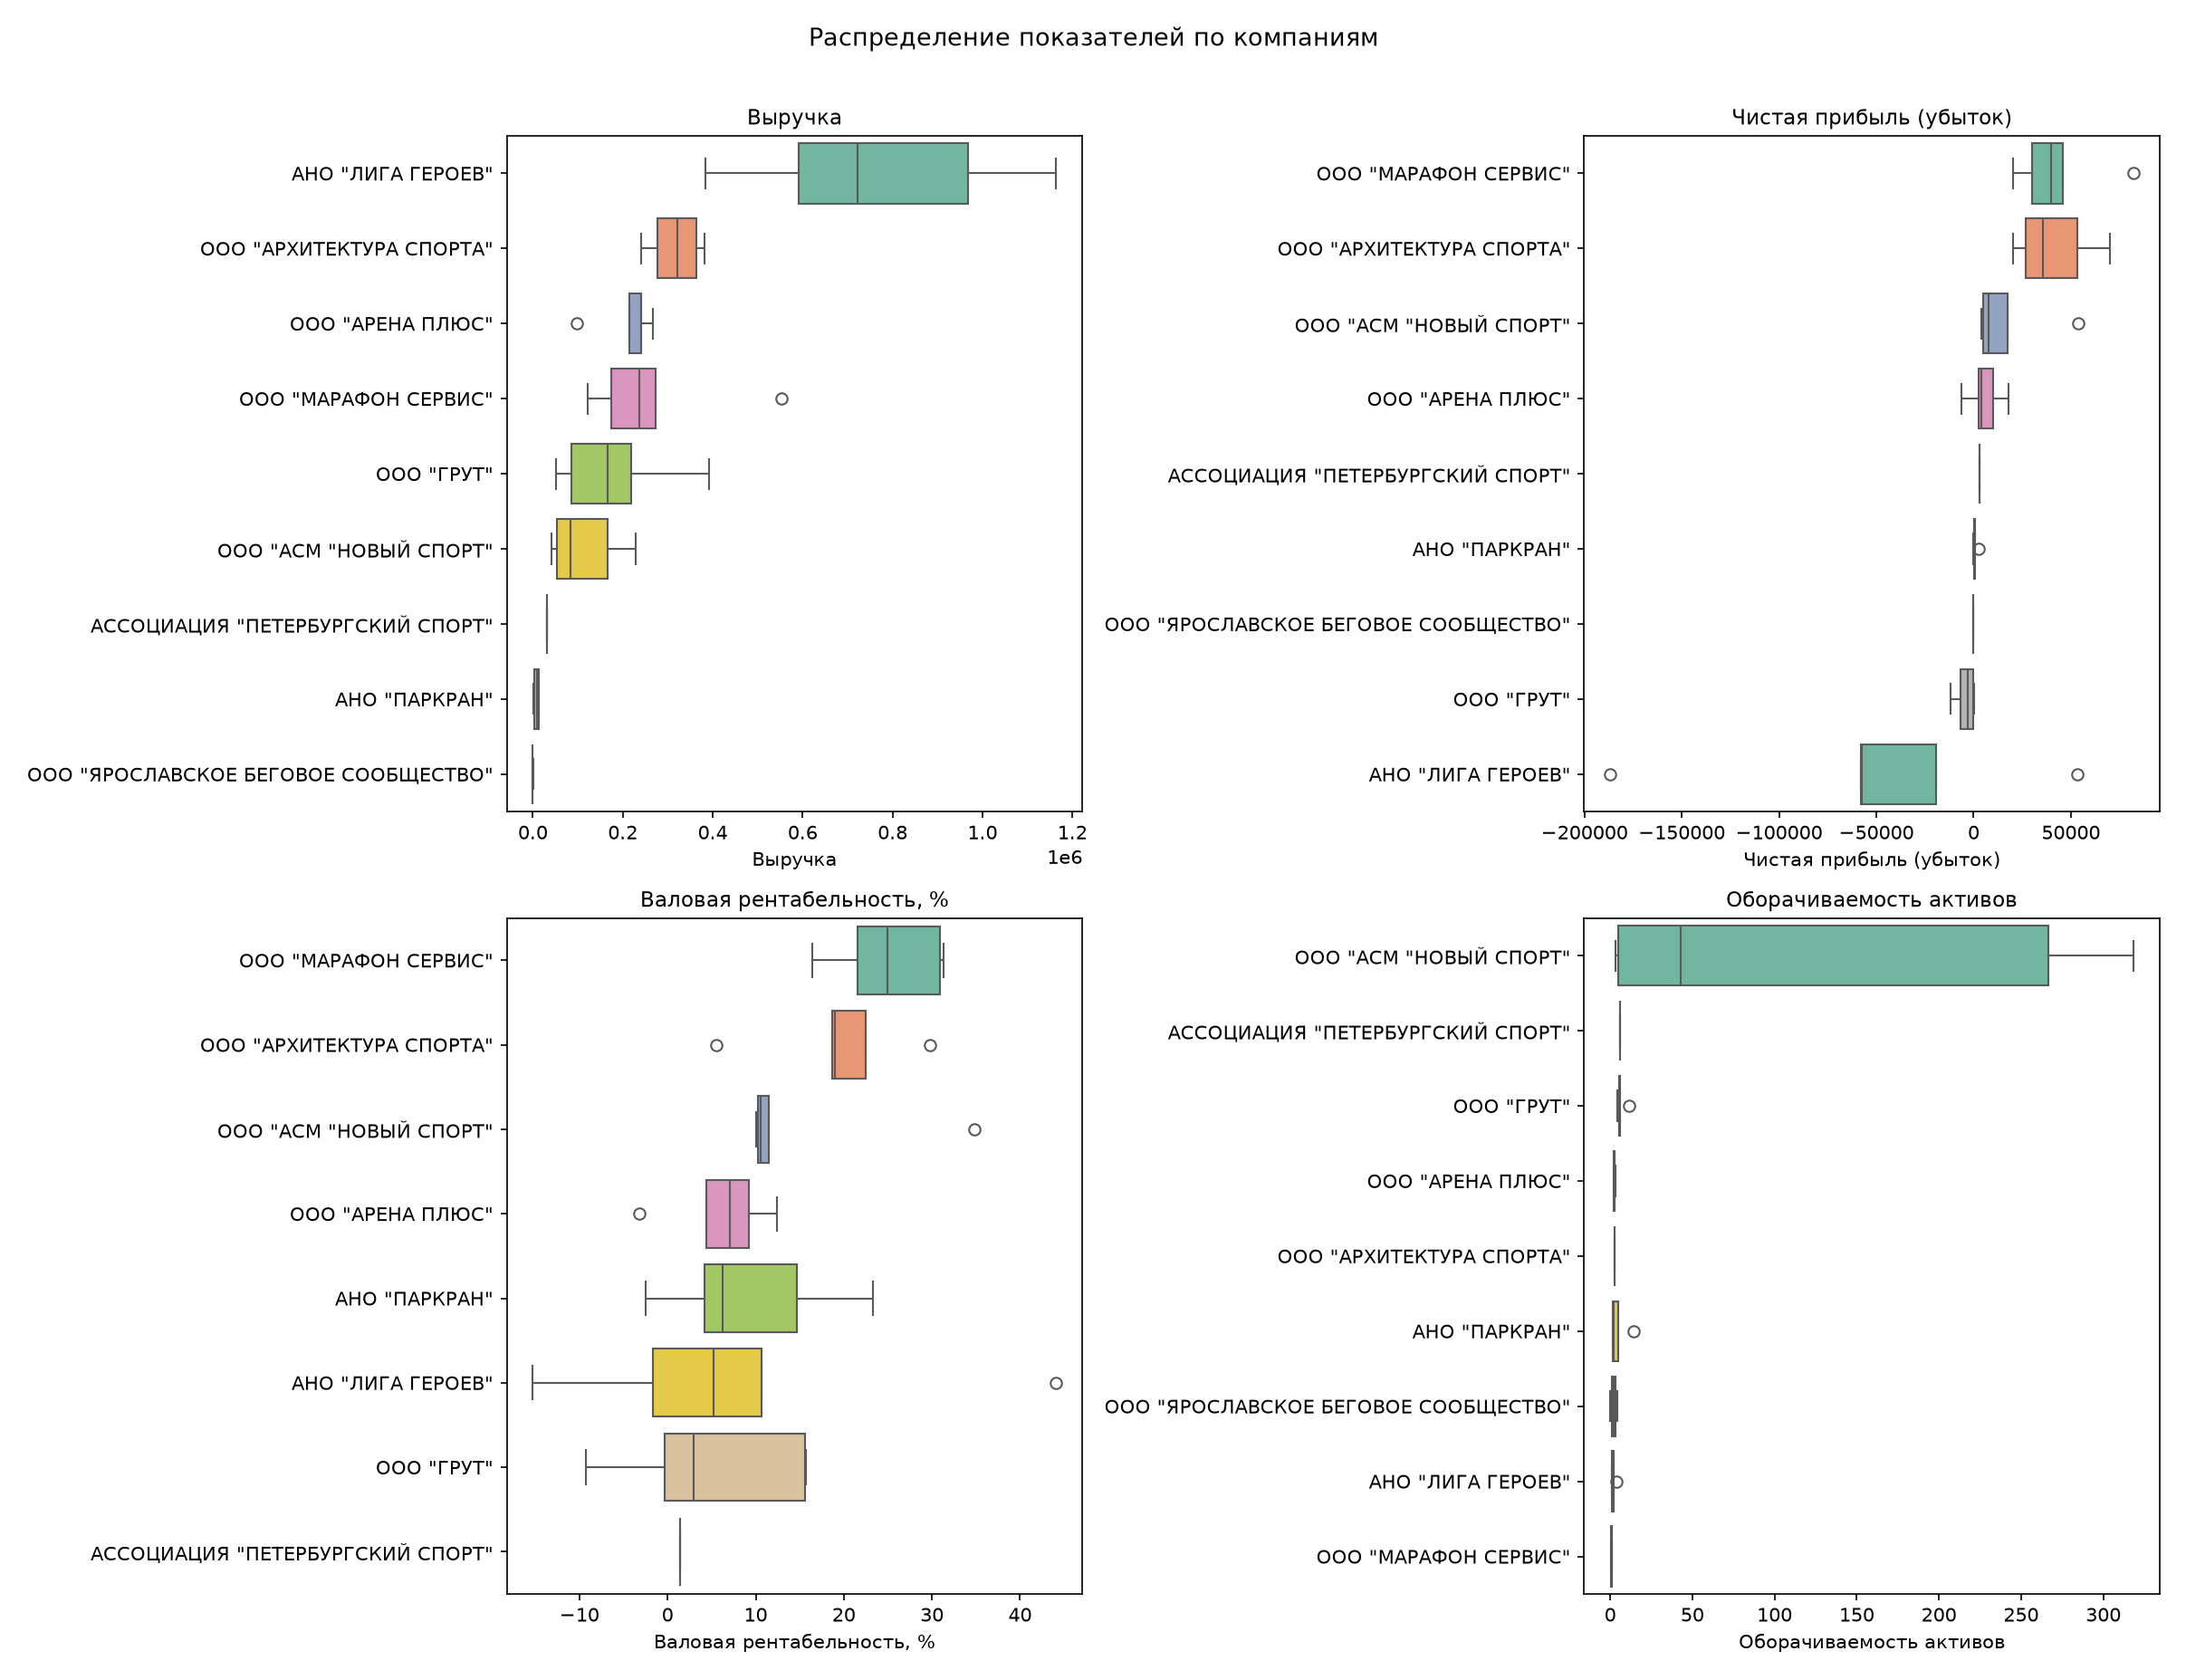 Распределение показателей по компаниям
Выручка
АНО "ЛИГА ГЕРОЕВ"
ООО "АРХИТЕКТУРА СПОРТА"
ООО "АРЕНА ПЛЮС"
ООО "МАРАФОН СЕРВИС"
ООО "ГРУТ"
ООО "АСМ "НОВЫЙ СПОРТ"
АССОЦИАЦИЯ "ПЕТЕРБУРГСКИЙ СПОРТ"
АНО "ПАРКРАН"
ООО "ЯРОСЛАВСКОЕ БЕГОВОЕ СООБЩЕСТВО"
0.0 0.2 0.4 0.6 0.8 1.0 1.2
Выручка
1e6
Чистая прибыль (убыток)
ООО "МАРАФОН СЕРВИС"
ООО "АРХИТЕКТУРА СПОРТА"
ООО "АСМ "НОВЫЙ СПОРТ"
ООО "АРЕНА ПЛЮС"
АССОЦИАЦИЯ "ПЕТЕРБУРГСКИЙ СПОРТ"
АНО "ПАРКРАН"
ООО "ЯРОСЛАВСКОЕ БЕГОВОЕ СООБЩЕСТВО"
ООО "ГРУТ"
АНО "ЛИГА ГЕРОЕВ"
−200000 −150000 −100000 −50000 0 50000
Чистая прибыль (убыток)
Валовая рентабельность, %
ООО "МАРАФОН СЕРВИС"
ООО "АРХИТЕКТУРА СПОРТА"
ООО "АСМ "НОВЫЙ СПОРТ"
ООО "АРЕНА ПЛЮС"
АНО "ПАРКРАН"
АНО "ЛИГА ГЕРОЕВ"
ООО "ГРУТ"
АССОЦИАЦИЯ "ПЕТЕРБУРГСКИЙ СПОРТ"
−10 0 10 20 30 40
Валовая рентабельность, %
Оборачиваемость активов
ООО "АСМ "НОВЫЙ СПОРТ"
АССОЦИАЦИЯ "ПЕТЕРБУРГСКИЙ СПОРТ"
ООО "ГРУТ"
ООО "АРЕНА ПЛЮС"
ООО "АРХИТЕКТУРА СПОРТА"
АНО "ПАРКРАН"
ООО "ЯРОСЛАВСКОЕ БЕГОВОЕ СООБЩЕСТВО"
АНО "ЛИГА ГЕРОЕВ"
ООО "МАРАФОН СЕРВИС"
0 50 100 150 200 250 300
Оборачиваемость активов